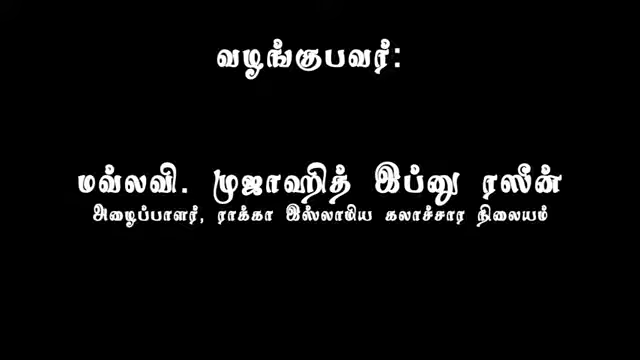 வழங்குபவர்:
மவ்லவி. முஜாஹித் இப்னு ரஸீன்
அழைப்பாளர், ராக்கா இஸ்லாமிய கலாச்சார நிலையம்